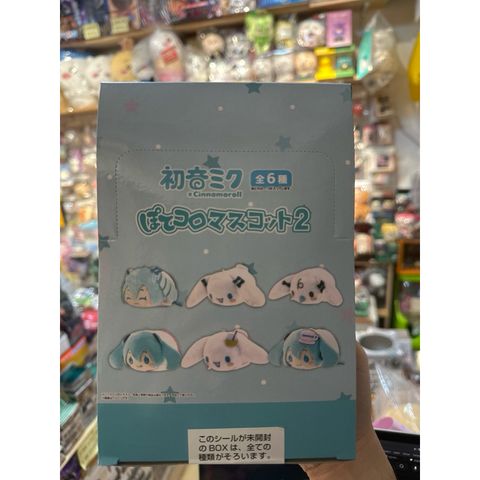 初音ミク
×Cinnamoroll
全6種
ぽてコロマスコット2
このシールが未開封
のBOXは、全ての
種類がそろいます。